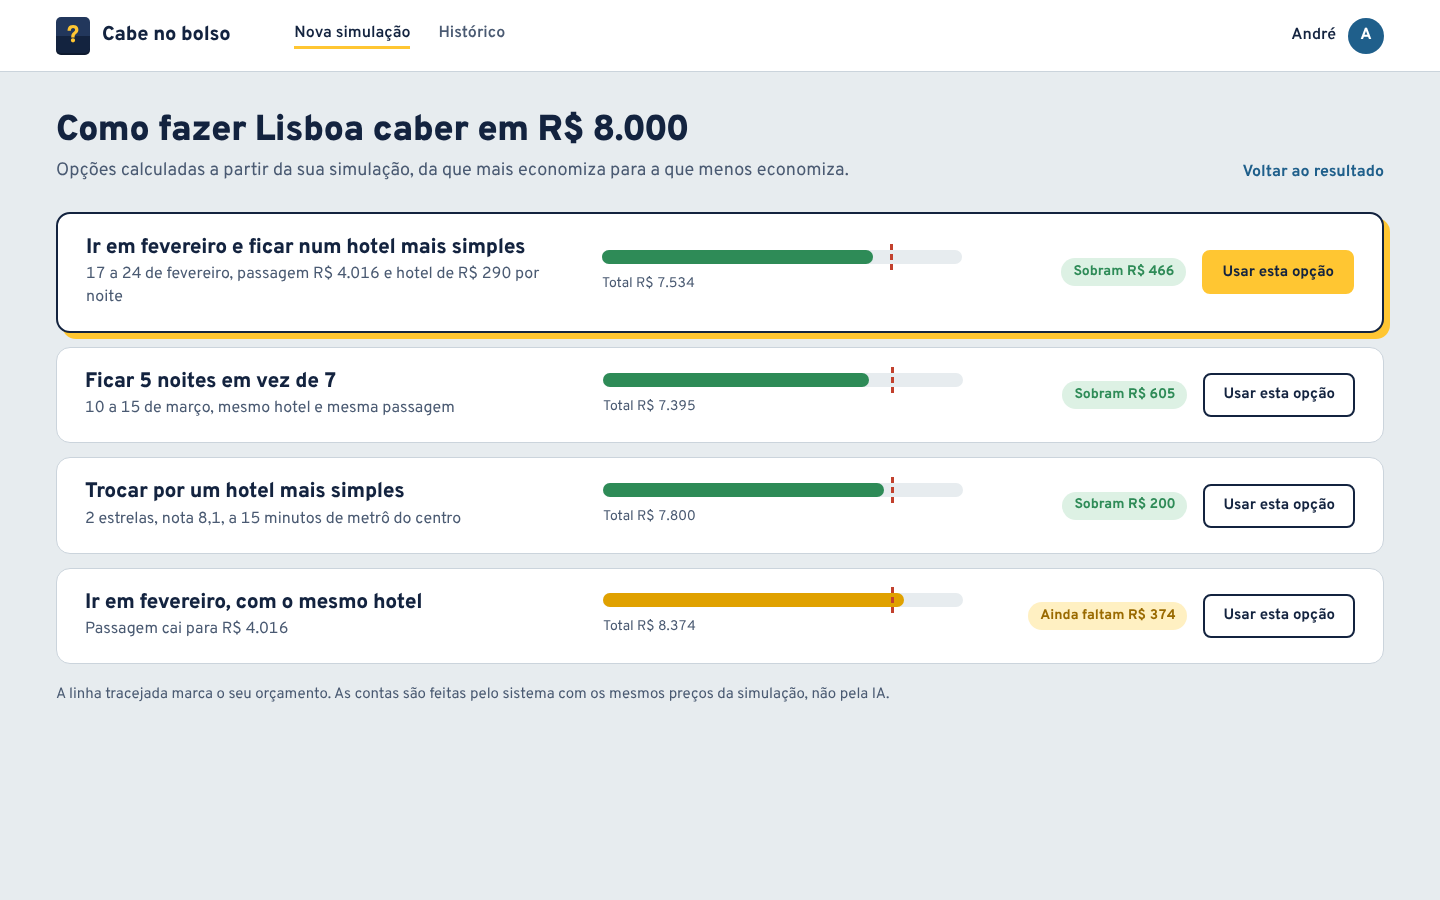 ? Cabe no bolso
Nova simulação
Histórico
André
A
Como fazer Lisboa caber em R$ 8.000
Opções calculadas a partir da sua simulação, da que mais economiza para a que menos economiza.
Voltar ao resultado
Ir em fevereiro e ficar num hotel mais simples
17 a 24 de fevereiro, passagem R$ 4.016 e hotel de R$ 290 por
noite
Total R$ 7.534
Sobram R$ 466
Usar esta opção
Ficar 5 noites em vez de 7
10 a 15 de março, mesmo hotel e mesma passagem
Total R$ 7.395
Sobram R$ 605
Usar esta opção
Trocar por um hotel mais simples
2 estrelas, nota 8,1, a 15 minutos de metrô do centro
Total R$ 7.800
Sobram R$ 200
Usar esta opção
Ir em fevereiro, com o mesmo hotel
Passagem cai para R$ 4.016
Total R$ 8.374
Ainda faltam R$ 374
Usar esta opção
A linha tracejada marca o seu orçamento. As contas são feitas pelo sistema com os mesmos preços da simulação, não pela IA.